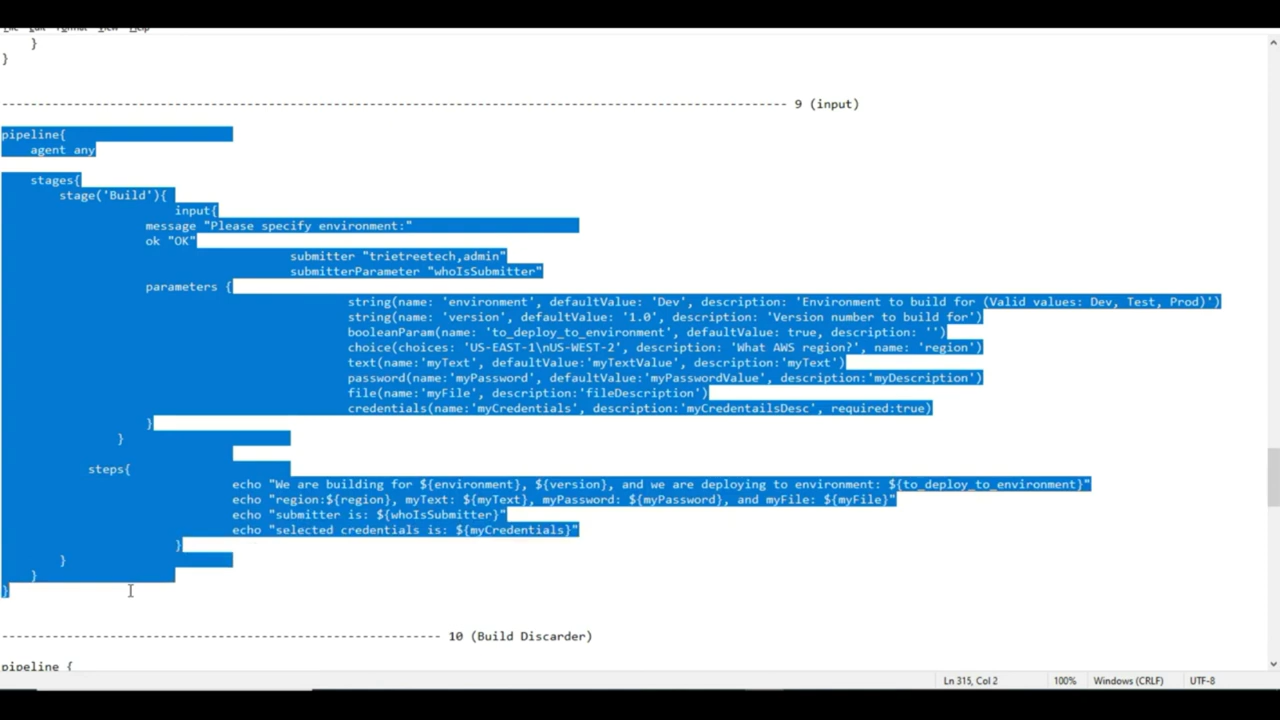 File Edit Format View Help
    }
}
------------------------------------------------------------------------------------------------------------- 9 (input)
pipeline{
    agent any
    stages{
        stage('Build'){
                        input{
                    message "Please specify environment:"
                    ok "OK"
                                        submitter "trietreetech,admin"
                                        submitterParameter "whoIsSubmitter"
                    parameters {
                                                string(name: 'environment', defaultValue: 'Dev', description: 'Environment to build for (Valid values: Dev, Test, Prod)')
                                                string(name: 'version', defaultValue: '1.0', description: 'Version number to build for')
                                                booleanParam(name: 'to_deploy_to_environment', defaultValue: true, description: '')
                                                choice(choices: 'US-EAST-1\nUS-WEST-2', description: 'What AWS region?', name: 'region')
                                                text(name:'myText', defaultValue:'myTextValue', description:'myText')
                                                password(name:'myPassword', defaultValue:'myPasswordValue', description:'myDescription')
                                                file(name:'myFile', description:'fileDescription')
                                                credentials(name:'myCredentials', description:'myCredentailsDesc', required:true)
                    }
                }
            steps{
                                echo "We are building for ${environment}, ${version}, and we are deploying to environment: ${to_deploy_to_environment}"
                                echo "region:${region}, myText: ${myText}, myPassword: ${myPassword}, and myFile: ${myFile}"
                                echo "submitter is: ${whoIsSubmitter}"
                                echo "selected credentials is: ${myCredentials}"
                        }
        }
    }
}
------------------------------------------------------------- 10 (Build Discarder)
pipeline {
Ln 315, Col 2 100% Windows (CRLF) UTF-8